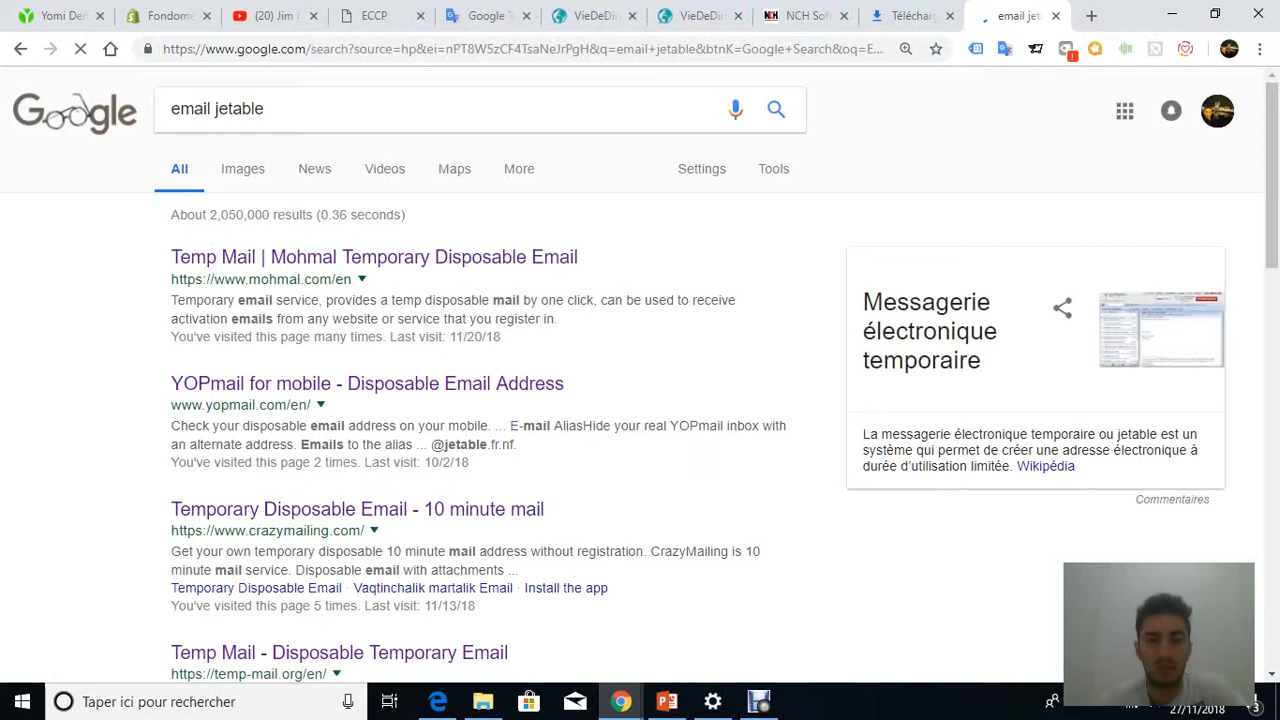 Yomi Den
Fondeme
(20) Jim
ECCP
Google T
VieDeDir
VieDeDir
NCH Sof
Télécharg
email jeta
https://www.google.com/search?source=hp&ei=nPT8W5zCF4TsaNeJrPgH&q=email+jetable&btnK=Google+Search&oq=E...
Google
email jetable
All
Images
News
Videos
Maps
More
Settings
Tools
About 2,050,000 results (0.36 seconds)
Temp Mail | Mohmal Temporary Disposable Email
https://www.mohmal.com/en
Temporary email service, provides a temp disposable mail by one click, can be used to receive
activation emails from any website or service that you register in.
You've visited this page many times. Last visit: 11/20/18
YOPmail for mobile - Disposable Email Address
www.yopmail.com/en/
Check your disposable email address on your mobile. ... E-mail AliasHide your real YOPmail inbox with
an alternate address. Emails to the alias ... @jetable.fr.nf.
You've visited this page 2 times. Last visit: 10/2/18
Temporary Disposable Email - 10 minute mail
https://www.crazymailing.com/
Get your own temporary disposable 10 minute mail address without registration. CrazyMailing is 10
minute mail service. Disposable email with attachments ...
Temporary Disposable Email · Vaqtinchalik martalik Email · Install the app
You've visited this page 5 times. Last visit: 11/13/18
Temp Mail - Disposable Temporary Email
https://temp-mail.org/en/
Messagerie
électronique
temporaire
La messagerie électronique temporaire ou jetable est un
système qui permet de créer une adresse électronique à
durée d'utilisation limitée. Wikipédia
Commentaires
Taper ici pour rechercher
27/11/2018